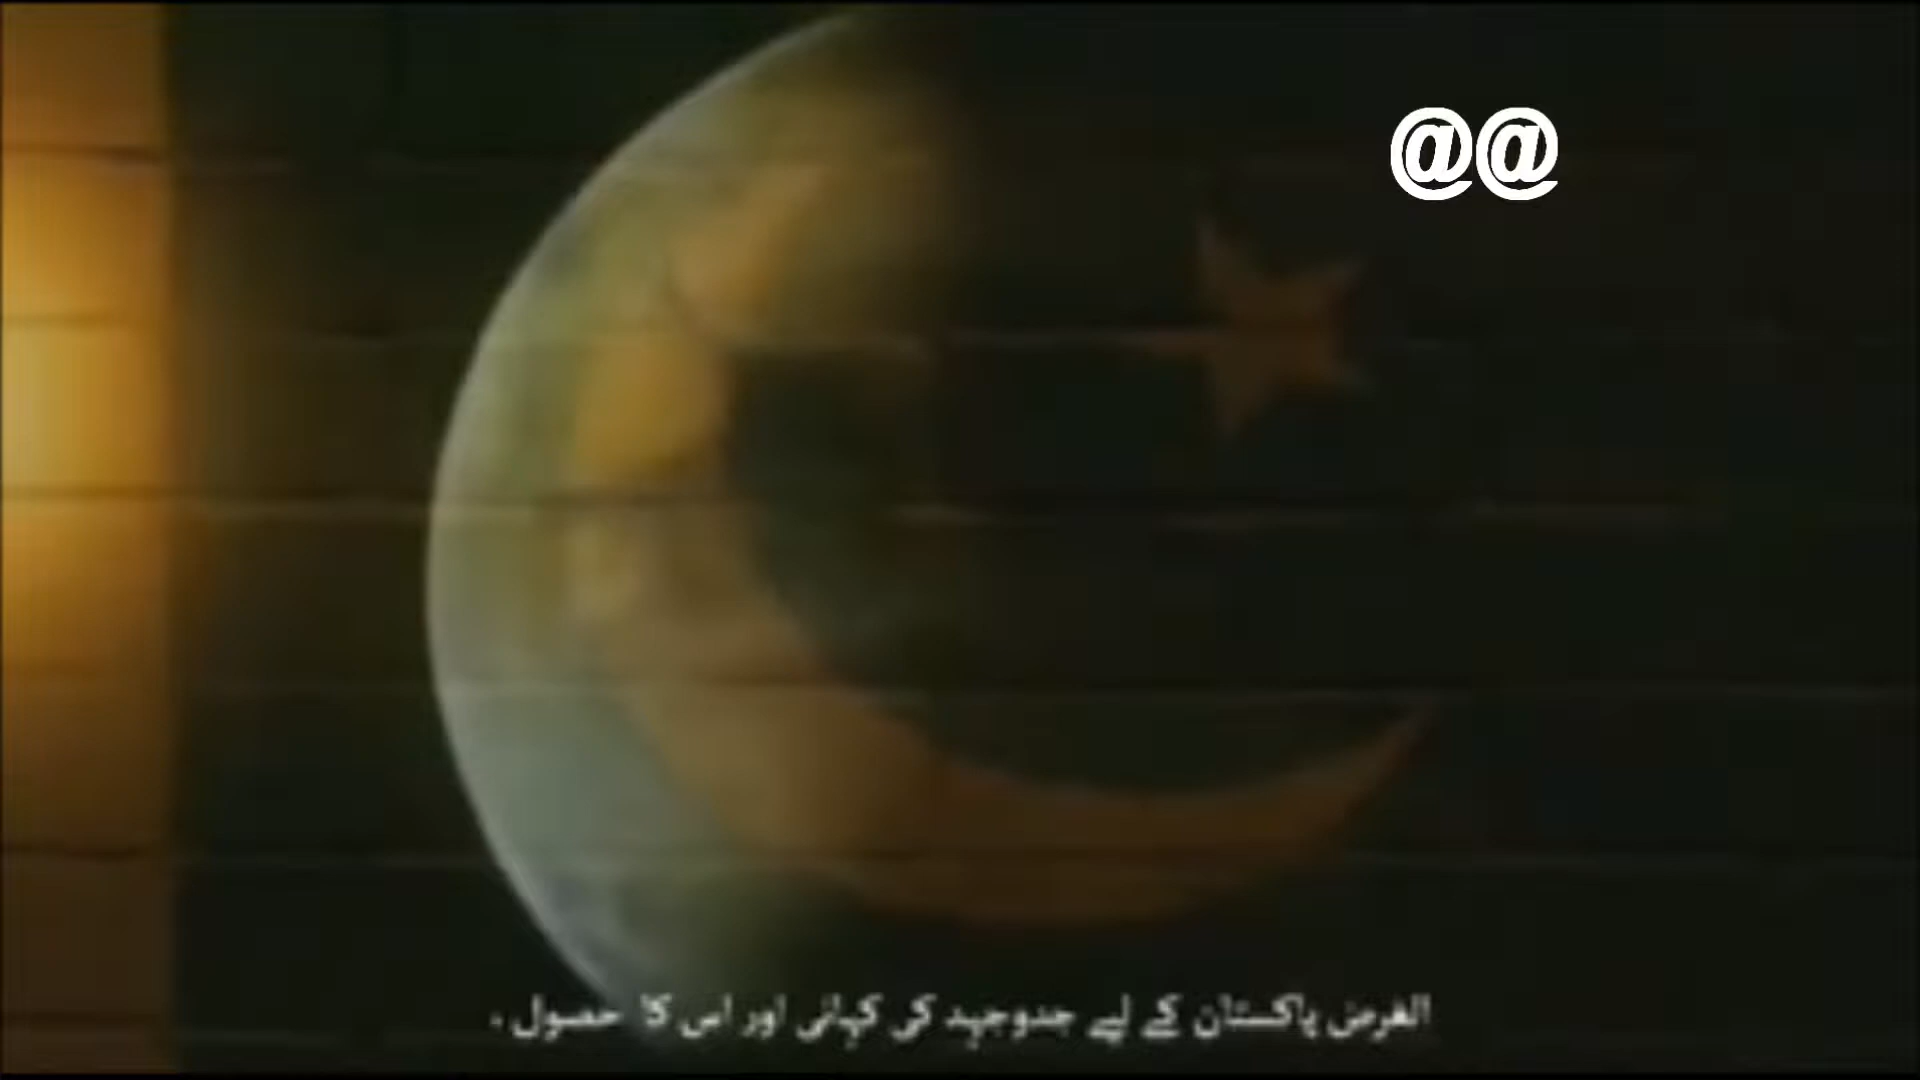 @@
الغرض پاکستان کے لیے جدوجہد کی کہانی اور اس کا حصول ۔